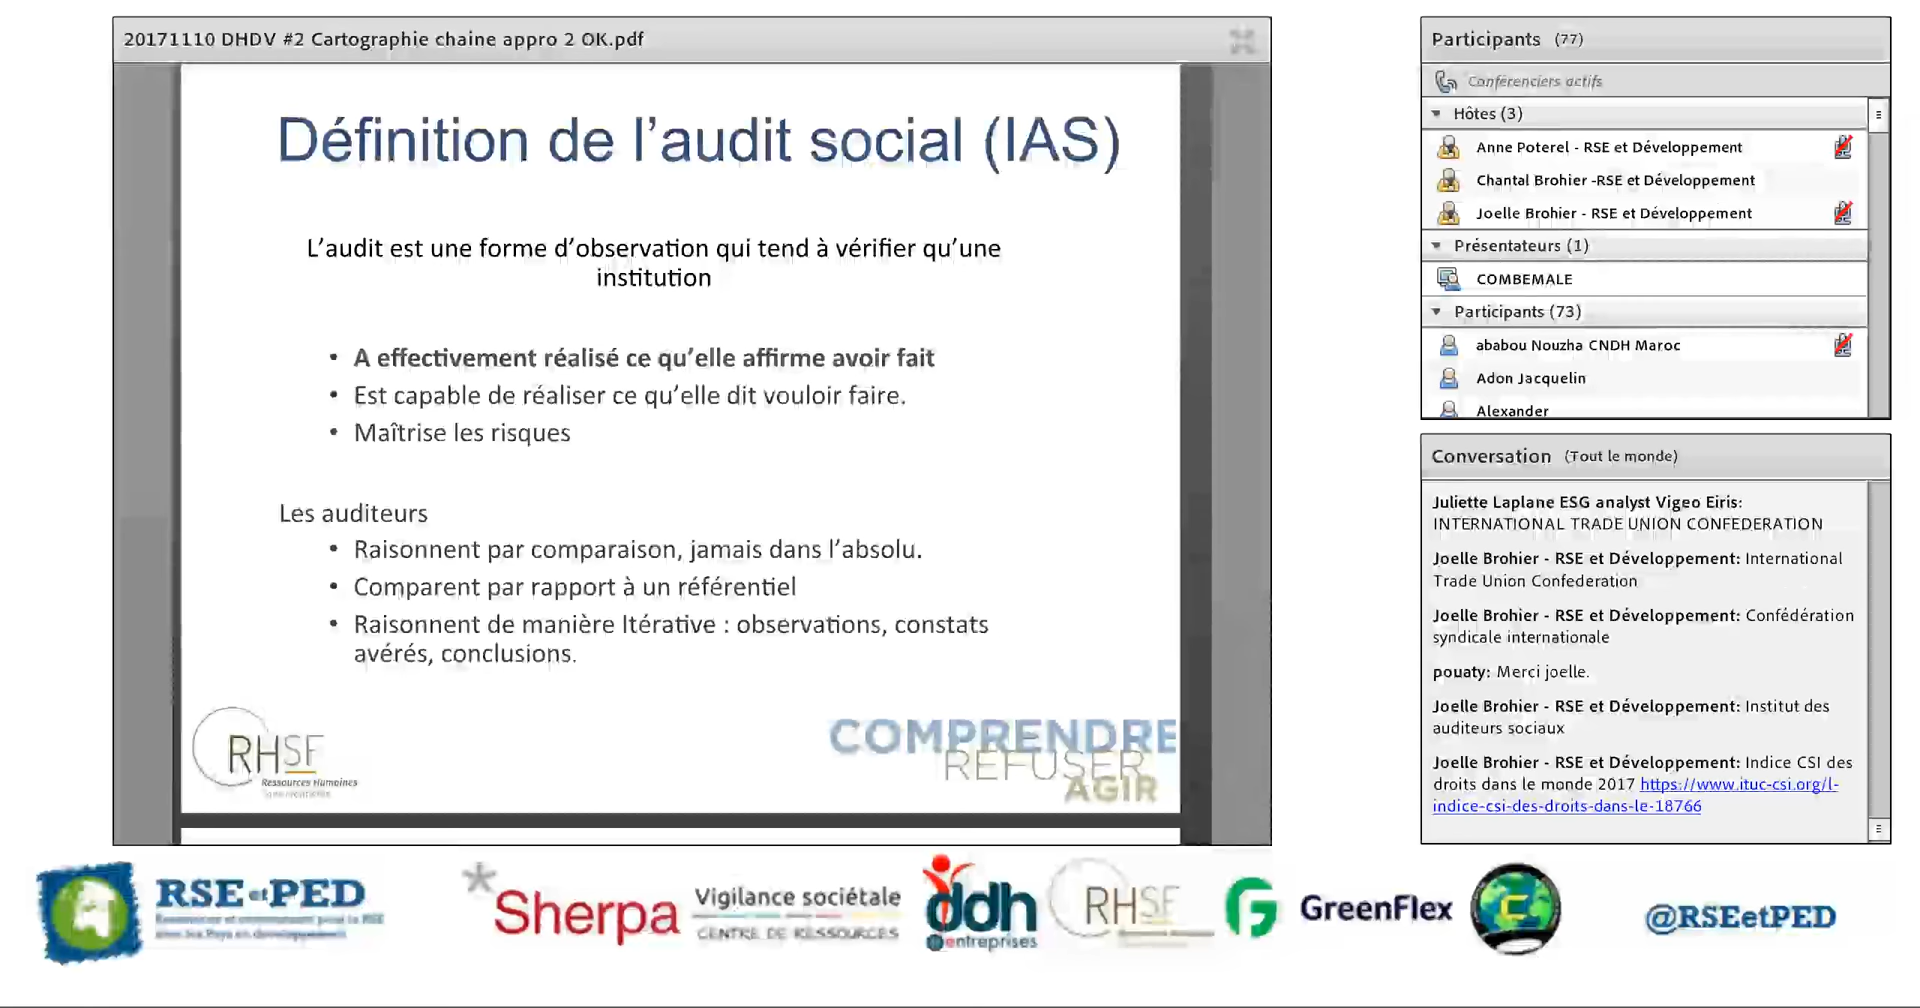 20171110 DHDV #2 Cartographie chaine appro 2 OK.pdf
Définition de l'audit social (IAS)
L'audit est une forme d'observation qui tend à vérifier qu'une
institution
• A effectivement réalisé ce qu'elle affirme avoir fait
• Est capable de réaliser ce qu'elle dit vouloir faire.
• Maîtrise les risques
Les auditeurs
• Raisonnent par comparaison, jamais dans l'absolu.
• Comparent par rapport à un référentiel
• Raisonnent de manière Itérative : observations, constats
avérés, conclusions.
RHSF
Ressources Humaines
COMPRENDRE
REFUSER
AGIR
Participants (77)
Conférenciers actifs
Hôtes (3)
Anne Poterel - RSE et Développement
Chantal Brohier -RSE et Développement
Joelle Brohier - RSE et Développement
Présentateurs (1)
COMBEMALE
Participants (73)
ababou Nouzha CNDH Maroc
Adon Jacquelin
Alexander
Conversation (Tout le monde)
Juliette Laplane ESG analyst Vigeo Eiris:
INTERNATIONAL TRADE UNION CONFEDERATION
Joelle Brohier - RSE et Développement: International
Trade Union Confederation
Joelle Brohier - RSE et Développement: Confédération
syndicale internationale
pouaty: Merci joelle.
Joelle Brohier - RSE et Développement: Institut des
auditeurs sociaux
Joelle Brohier - RSE et Développement: Indice CSI des
droits dans le monde 2017 https://www.ituc-csi.org/l-
indice-csi-des-droits-dans-le-18766
RSE et PED
Sherpa
Vigilance sociétale
CENTRE DE RESSOURCES
ddh
entreprises
RHSF
GreenFlex
@RSEetPED